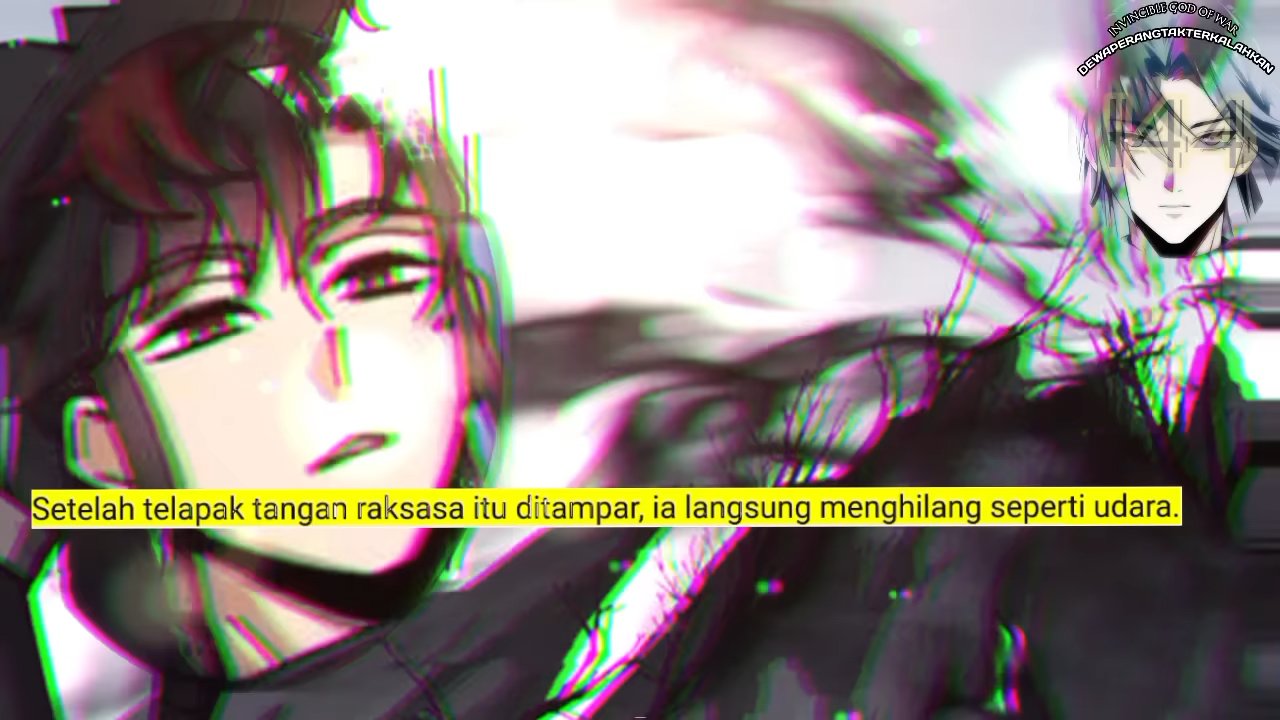 INVINCIBLE GOD OF WAR
DEWAPERANGTAKTERKALAHKAN
144
Setelah telapak tangan raksasa itu ditampar, ia langsung menghilang seperti udara.